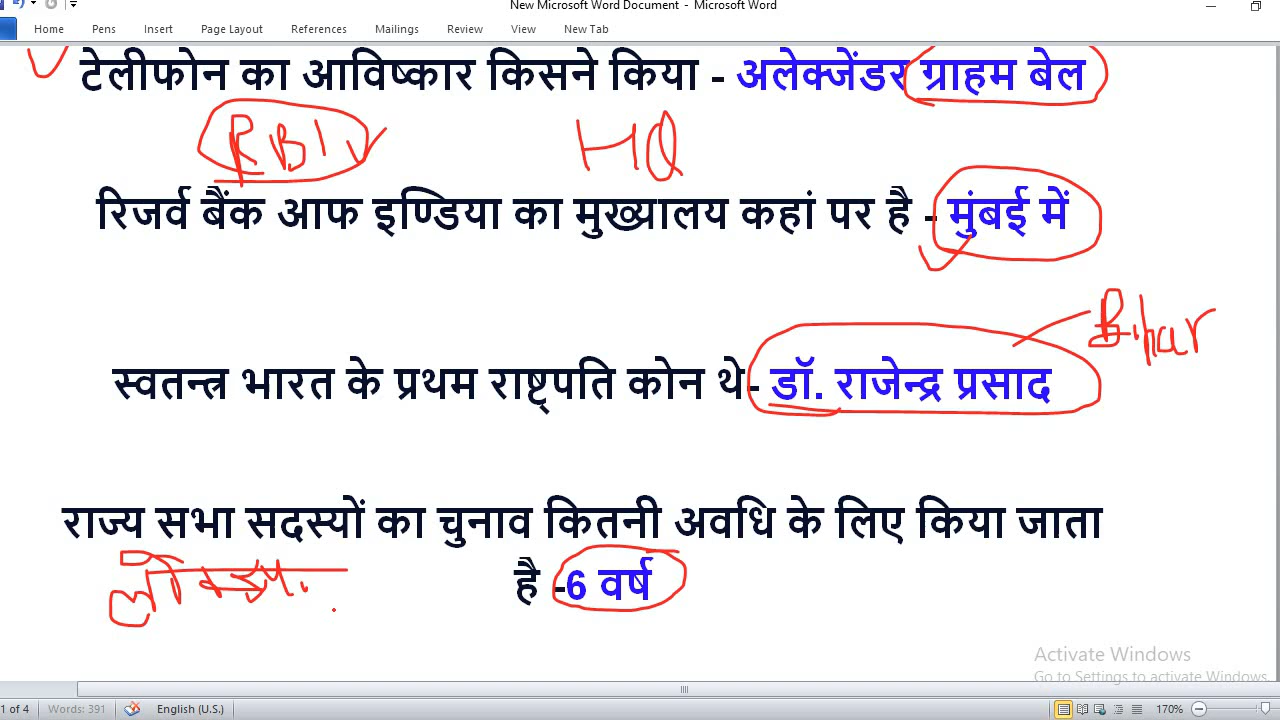 New Microsoft Word Document - Microsoft Word
Home Pens Insert Page Layout References Mailings Review View New Tab
टेलीफोन का आविष्कार किसने किया - अलेक्जेंडर ग्राहम बेल
RBI HQ
रिजर्व बैंक आफ इण्डिया का मुख्यालय कहां पर है - मुंबई में
Bihar
स्वतन्त्र भारत के प्रथम राष्ट्रपति कोन थे- डॉ. राजेन्द्र प्रसाद
राज्य सभा सदस्यों का चुनाव कितनी अवधि के लिए किया जाता
है -6 वर्ष
Activate Windows
Go to Settings to activate Windows.
1 of 4 Words: 391 English (U.S.) 170%